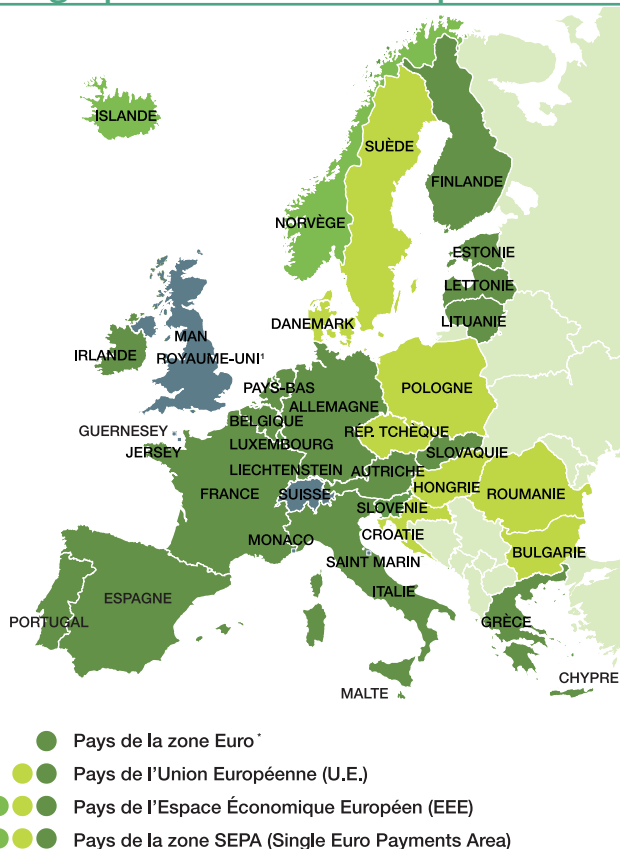 ISLANDE
SUÈDE
FINLANDE
NORVÈGE
ESTONIE
LETTONIE
LITUANIE
DANEMARK
MAN
IRLANDE
ROYAUME-UNI¹
PAYS-BAS
POLOGNE
ALLEMAGNE
BELGIQUE
GUERNESEY
RÉP. TCHÈQUE
LUXEMBOURG
JERSEY
SLOVAQUIE
LIECHTENSTEIN
AUTRICHE
HONGRIE
FRANCE
SUISSE
ROUMANIE
SLOVENIE
CROATIE
MONACO
BULGARIE
SAINT MARIN
ITALIE
ESPAGNE
PORTUGAL
GRÈCE
CHYPRE
MALTE
Pays de la zone Euro*
Pays de l'Union Européenne (U.E.)
Pays de l'Espace Économique Européen (EEE)
Pays de la zone SEPA (Single Euro Payments Area)